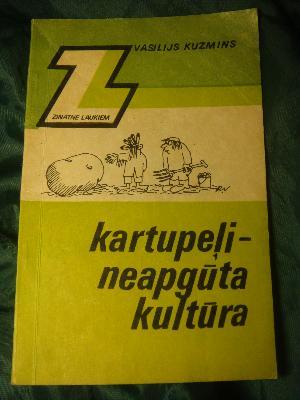 VASILIJS KUZMINS
Z
ZINĀTNE LAUKIEM
kartupeļi-
neapgūta
kultūra